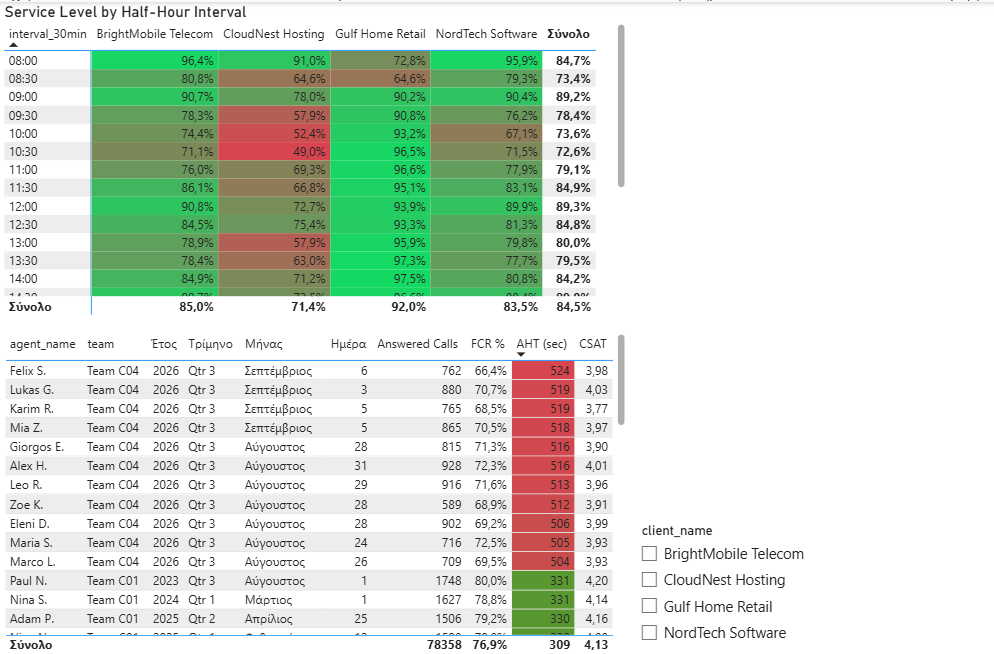 Service Level by Half-Hour Interval
interval_30min BrightMobile Telecom CloudNest Hosting Gulf Home Retail NordTech Software Σύνολο
08:00 96,4% 91,0% 72,8% 95,9% 84,7%
08:30 80,8% 64,6% 64,6% 79,3% 73,4%
09:00 90,7% 78,0% 90,2% 90,4% 89,2%
09:30 78,3% 57,9% 90,8% 76,2% 78,4%
10:00 74,4% 52,4% 93,2% 67,1% 73,6%
10:30 71,1% 49,0% 96,5% 71,5% 72,6%
11:00 76,0% 69,3% 96,6% 77,9% 79,1%
11:30 86,1% 66,8% 95,1% 83,1% 84,9%
12:00 90,8% 72,7% 93,9% 89,9% 89,3%
12:30 84,5% 75,4% 93,3% 81,3% 84,8%
13:00 78,9% 57,9% 95,9% 79,8% 80,0%
13:30 78,4% 63,0% 97,3% 77,7% 79,5%
14:00 84,9% 71,2% 97,5% 80,8% 84,2%
Σύνολο 85,0% 71,4% 92,0% 83,5% 84,5%
agent_name team Έτος Τρίμηνο Μήνας Ημέρα Answered Calls FCR % AHT (sec) CSAT
Felix S. Team C04 2026 Qtr 3 Σεπτέμβριος 6 762 66,4% 524 3,98
Lukas G. Team C04 2026 Qtr 3 Σεπτέμβριος 3 880 70,7% 519 4,03
Karim R. Team C04 2026 Qtr 3 Σεπτέμβριος 5 765 68,5% 519 3,77
Mia Z. Team C04 2026 Qtr 3 Σεπτέμβριος 5 865 70,5% 518 3,97
Giorgos E. Team C04 2026 Qtr 3 Αύγουστος 28 815 71,3% 516 3,90
Alex H. Team C04 2026 Qtr 3 Αύγουστος 31 928 72,3% 516 4,01
Leo R. Team C04 2026 Qtr 3 Αύγουστος 29 916 71,6% 513 3,96
Zoe K. Team C04 2026 Qtr 3 Αύγουστος 28 589 68,9% 512 3,91
Eleni D. Team C04 2026 Qtr 3 Αύγουστος 28 902 69,2% 506 3,99
Maria S. Team C04 2026 Qtr 3 Αύγουστος 24 716 72,5% 505 3,93
Marco L. Team C04 2026 Qtr 3 Αύγουστος 26 709 69,5% 504 3,93
Paul N. Team C01 2023 Qtr 3 Αύγουστος 1 1748 80,0% 331 4,20
Nina S. Team C01 2024 Qtr 1 Μάρτιος 1 1627 78,8% 331 4,14
Adam P. Team C01 2025 Qtr 2 Απρίλιος 25 1506 79,2% 330 4,16
Σύνολο 78358 76,9% 309 4,13
client_name
BrightMobile Telecom
CloudNest Hosting
Gulf Home Retail
NordTech Software